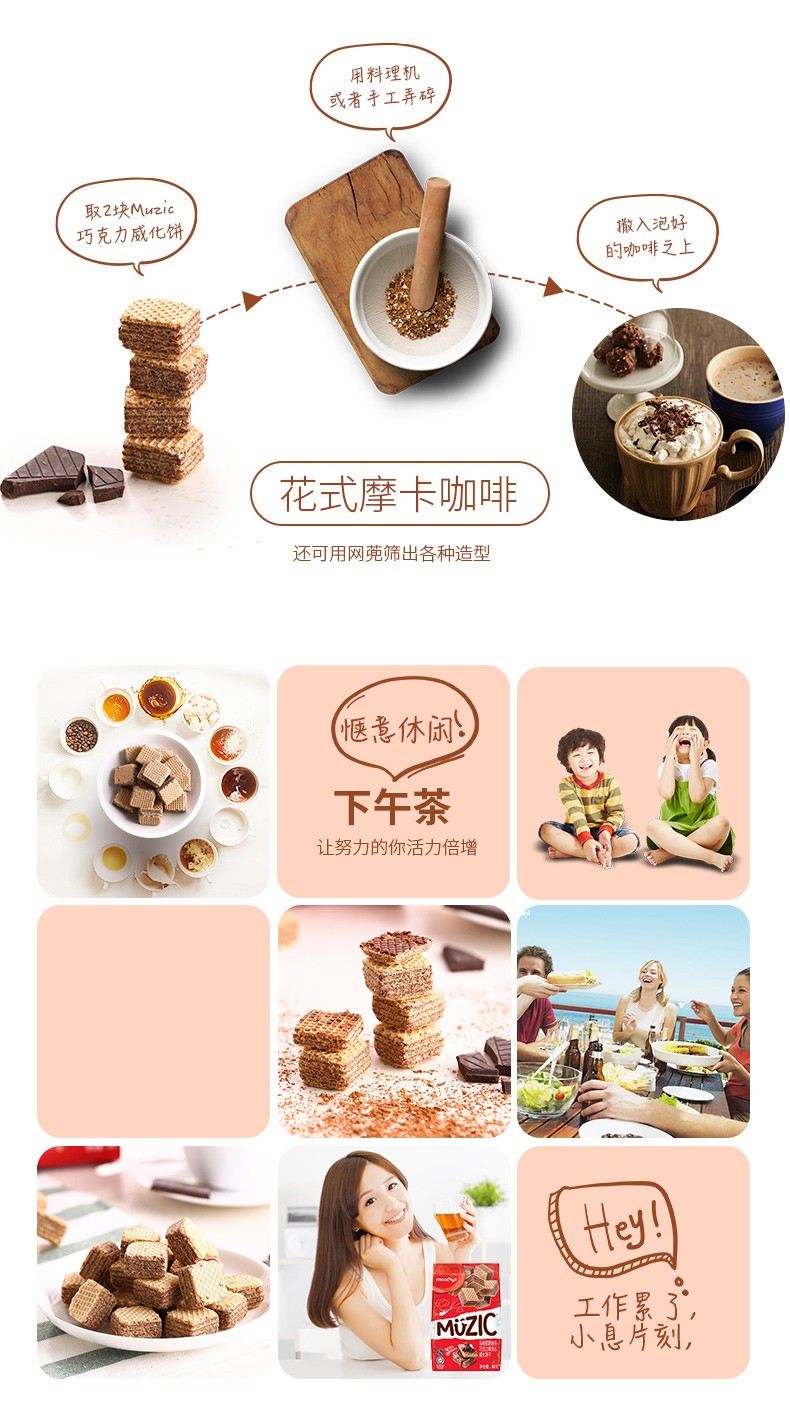 用料理机
或者手工弄碎
取2块Muzic
巧克力威化饼
撒入泡好
的咖啡之上
花式摩卡咖啡
还可用网蒐筛出各种造型
惬意休闲!
下午茶
让努力的你活力倍增
MüZIC
Hey!
工作累了,
小息片刻,